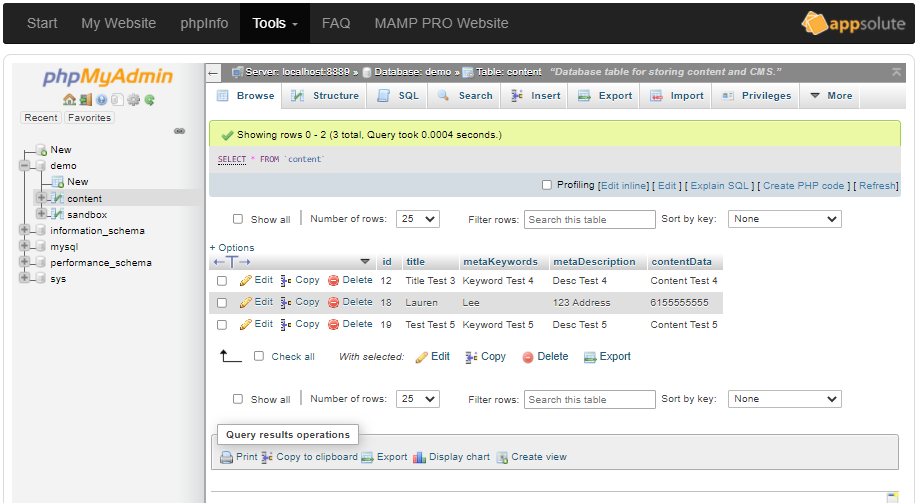 Start My Website phpInfo Tools FAQ MAMP PRO Website appsolute
phpMyAdmin
Recent Favorites
New
demo
New
content
sandbox
information_schema
mysql
performance_schema
sys
Server: localhost:8889 » Database: demo » Table: content "Database table for storing content and CMS."
Browse Structure SQL Search Insert Export Import Privileges More
Showing rows 0 - 2 (3 total, Query took 0.0004 seconds.)
SELECT * FROM `content`
Profiling [Edit inline] [ Edit ] [ Explain SQL ] [ Create PHP code ] [ Refresh]
Show all Number of rows: 25 Filter rows: Search this table Sort by key: None
+ Options
id title metaKeywords metaDescription contentData
Edit Copy Delete 12 Title Test 3 Keyword Test 4 Desc Test 4 Content Test 4
Edit Copy Delete 18 Lauren Lee 123 Address 6155555555
Edit Copy Delete 19 Test Test 5 Keyword Test 5 Desc Test 5 Content Test 5
Check all With selected: Edit Copy Delete Export
Show all Number of rows: 25 Filter rows: Search this table Sort by key: None
Query results operations
Print Copy to clipboard Export Display chart Create view